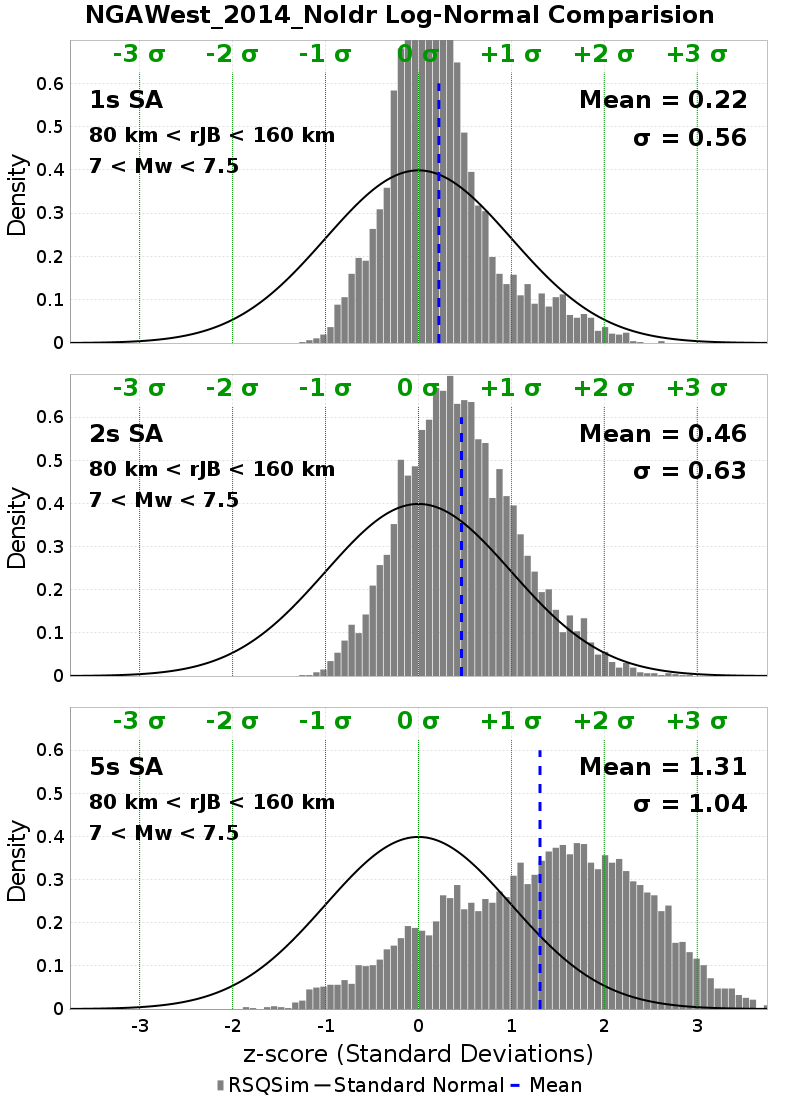 NGAWest_2014_NoIdr Log-Normal Comparision
-3 σ -2 σ -1 σ 0 σ +1 σ +2 σ +3 σ
1s SA Mean = 0.22
80 km < rJB < 160 km σ = 0.56
7 < Mw < 7.5
Density
0.6
0.5
0.4
0.3
0.2
0.1
0
-3 σ -2 σ -1 σ 0 σ +1 σ +2 σ +3 σ
2s SA Mean = 0.46
80 km < rJB < 160 km σ = 0.63
7 < Mw < 7.5
Density
0.6
0.5
0.4
0.3
0.2
0.1
0
-3 σ -2 σ -1 σ 0 σ +1 σ +2 σ +3 σ
5s SA Mean = 1.31
80 km < rJB < 160 km σ = 1.04
7 < Mw < 7.5
Density
0.6
0.5
0.4
0.3
0.2
0.1
0
-3 -2 -1 0 1 2 3
z-score (Standard Deviations)
RSQSim Standard Normal Mean